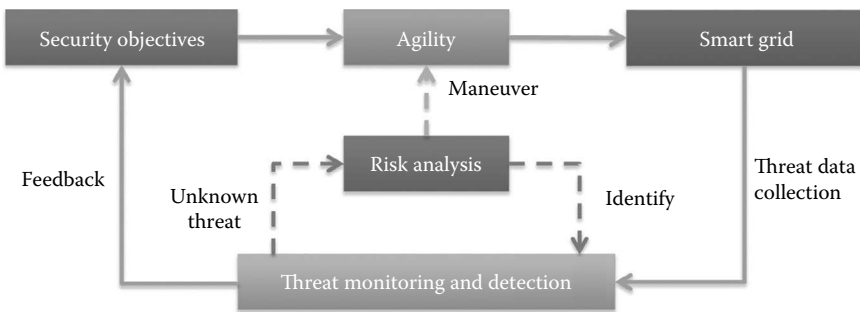 Security objectives
Agility
Smart grid
Maneuver
Risk analysis
Feedback
Unknown
threat
Identify
Threat data
collection
Threat monitoring and detection